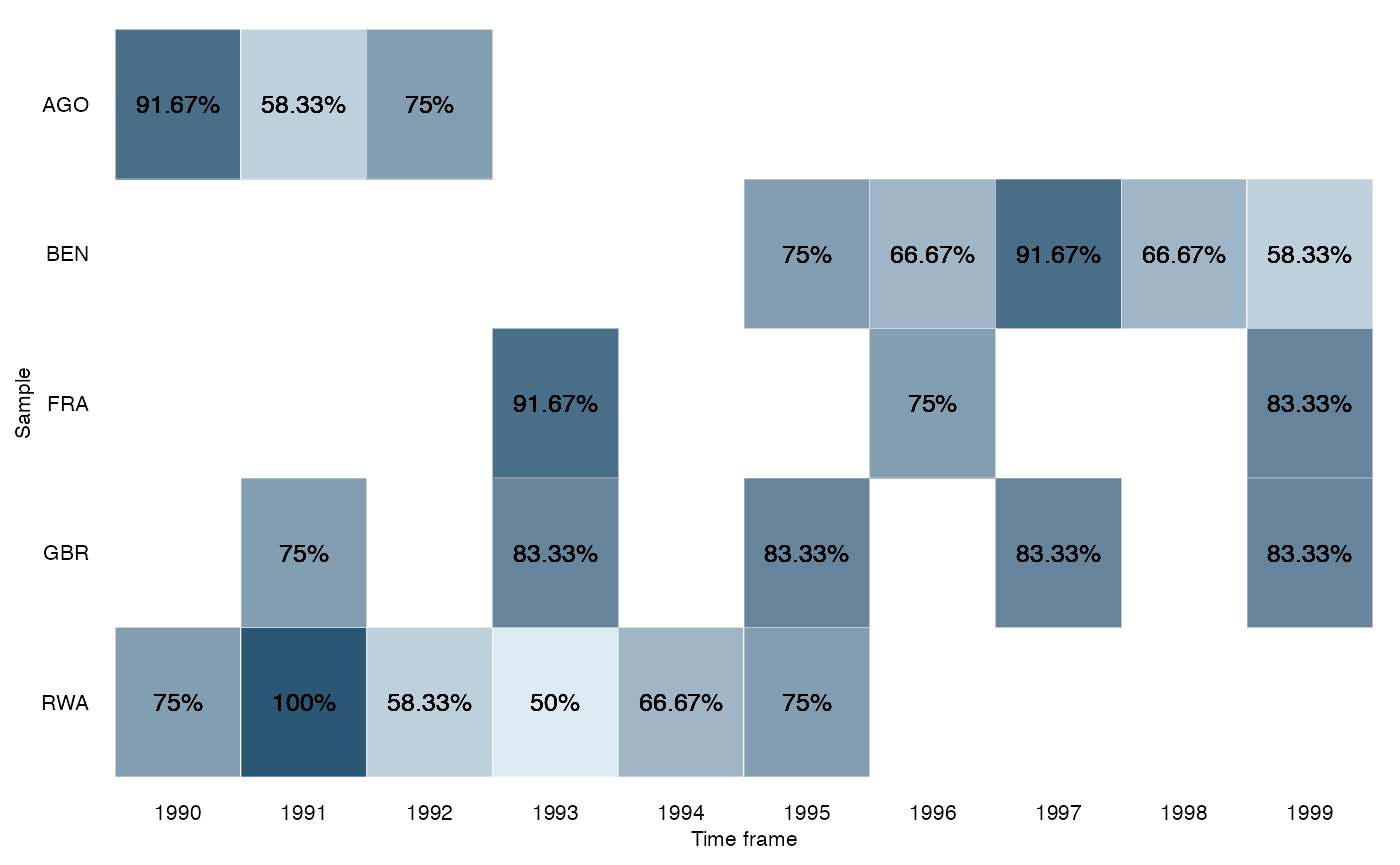 AGO 91.67% 58.33% 75%
BEN 75% 66.67% 91.67% 66.67% 58.33%
Sample
FRA 91.67% 75% 83.33%
GBR 75% 83.33% 83.33% 83.33% 83.33%
RWA 75% 100% 58.33% 50% 66.67% 75%
1990 1991 1992 1993 1994 1995 1996 1997 1998 1999
Time frame